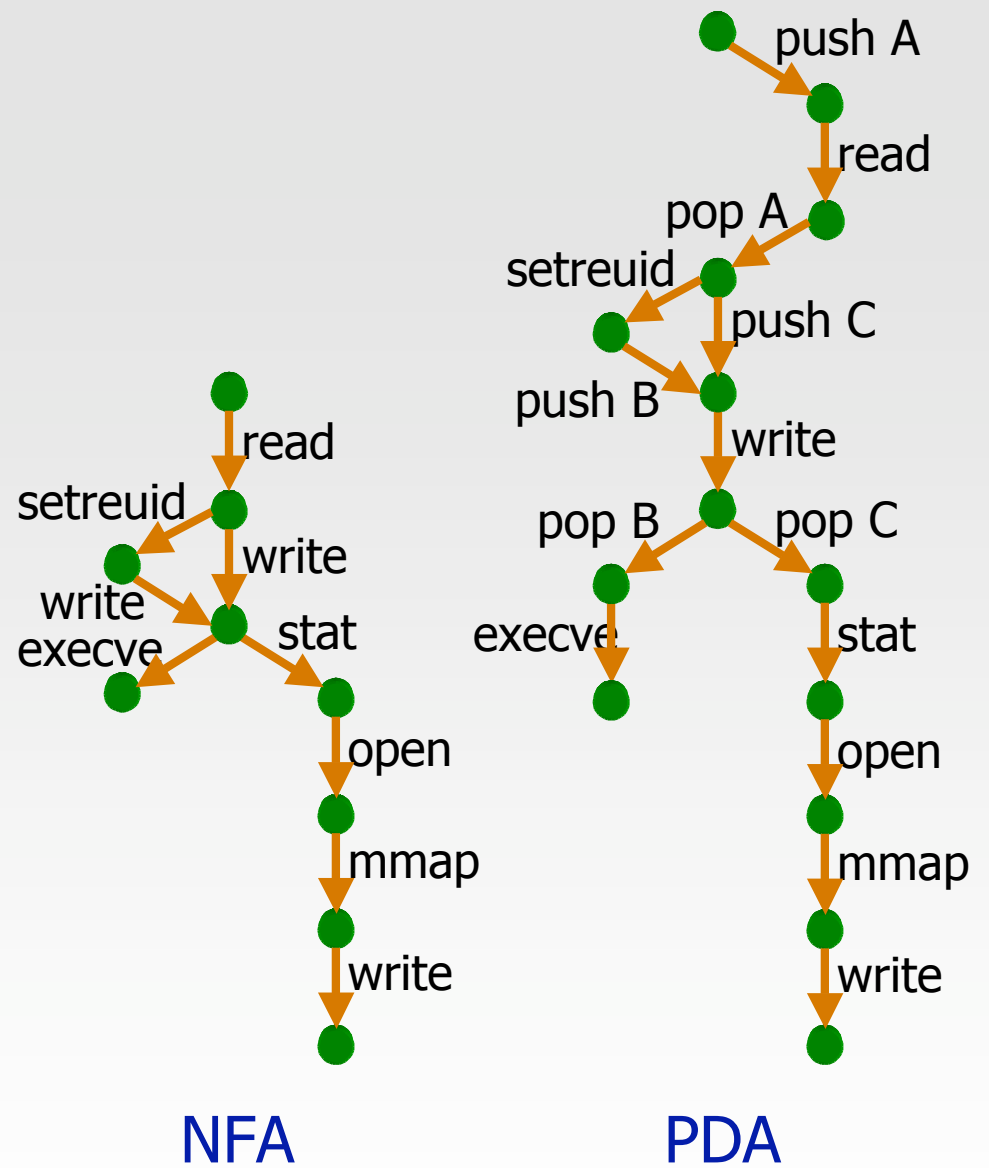 push A
read
pop A
setreuid
push C
push B
write
pop B
pop C
execve
stat
open
mmap
write
read
setreuid
write
write
execve
stat
open
mmap
write
NFA
PDA